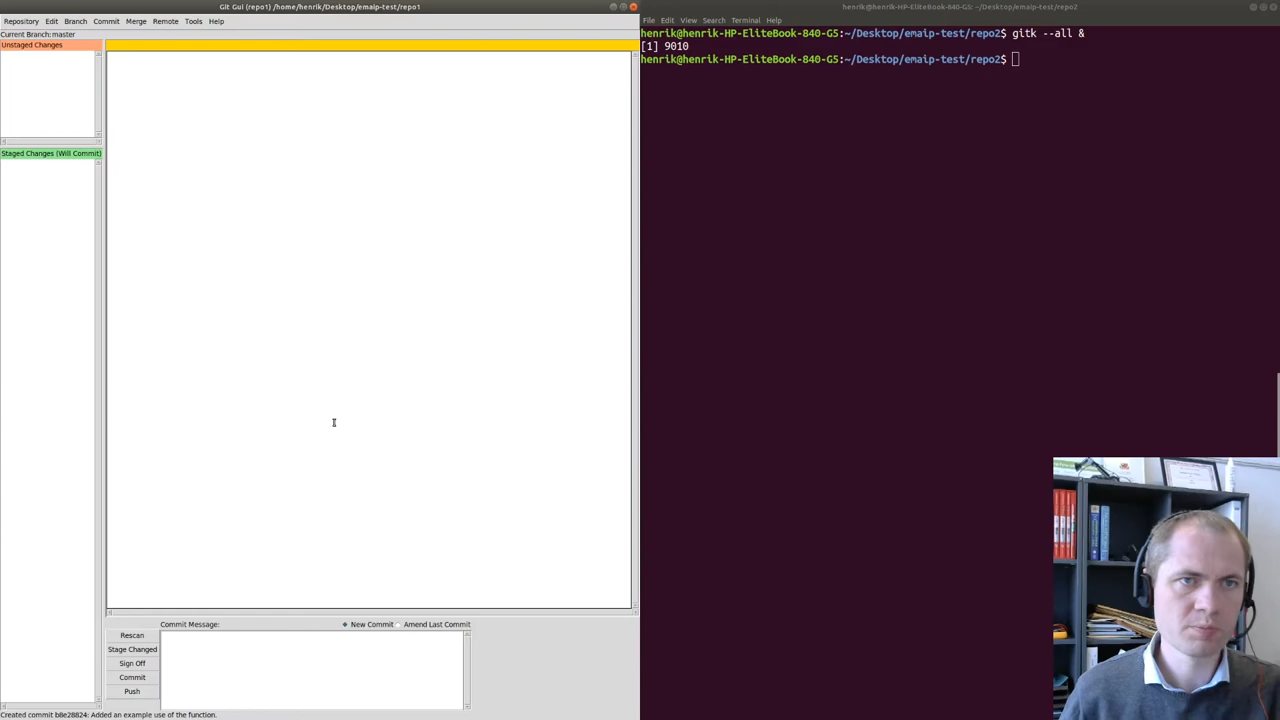 Git Gui (repo1) /home/henrik/Desktop/emaip-test/repo1
Repository Edit Branch Commit Merge Remote Tools Help
Current Branch: master
Unstaged Changes
Staged Changes (Will Commit)
Commit Message:
New Commit
Amend Last Commit
Rescan
Stage Changed
Sign Off
Commit
Push
Created commit b8e28824: Added an example use of the function.
henrik@henrik-HP-EliteBook-840-G5: ~/Desktop/emaip-test/repo2
File Edit View Search Terminal Help
henrik@henrik-HP-EliteBook-840-G5:~/Desktop/emaip-test/repo2$ gitk --all &
[1] 9010
henrik@henrik-HP-EliteBook-840-G5:~/Desktop/emaip-test/repo2$